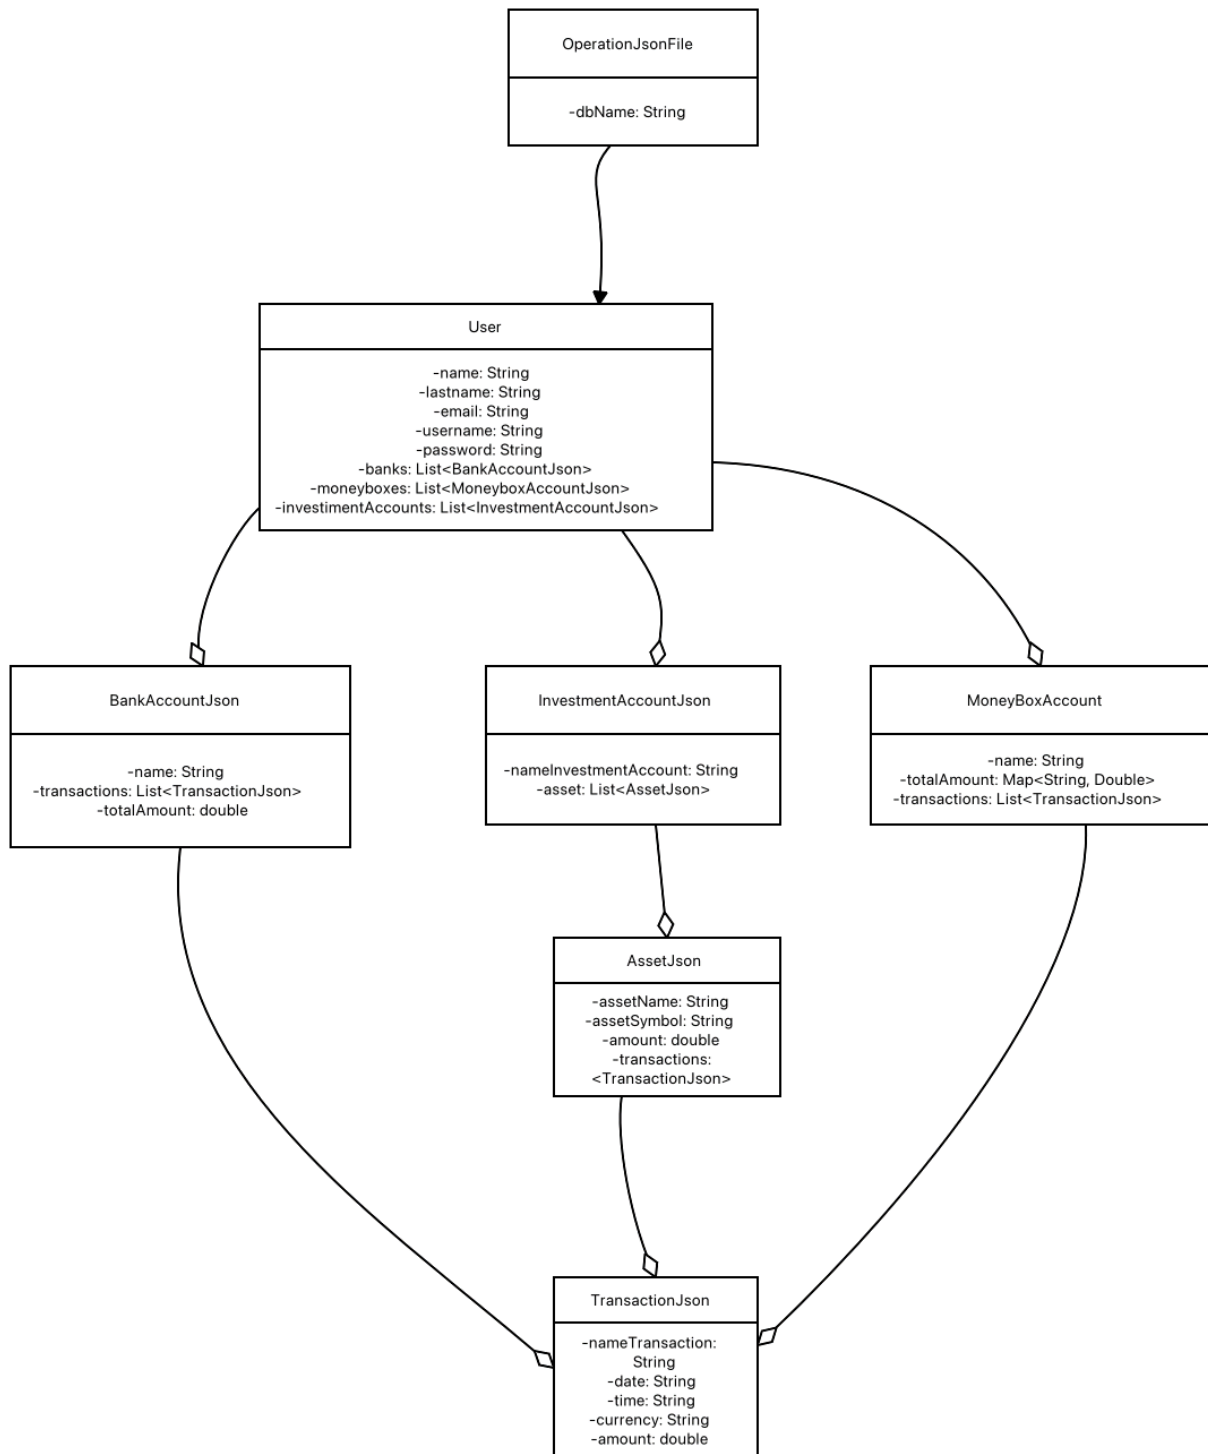 OperationJsonFile
-dbName: String
User
-name: String
-lastname: String
-email: String
-username: String
-password: String
-banks: List<BankAccountJson>
-moneyboxes: List<MoneyboxAccountJson>
-investimentAccounts: List<InvestmentAccountJson>
BankAccountJson
-name: String
-transactions: List<TransactionJson>
-totalAmount: double
InvestmentAccountJson
-nameInvestmentAccount: String
-asset: List<AssetJson>
MoneyBoxAccount
-name: String
-totalAmount: Map<String, Double>
-transactions: List<TransactionJson>
AssetJson
-assetName: String
-assetSymbol: String
-amount: double
-transactions:
<TransactionJson>
TransactionJson
-nameTransaction:
String
-date: String
-time: String
-currency: String
-amount: double